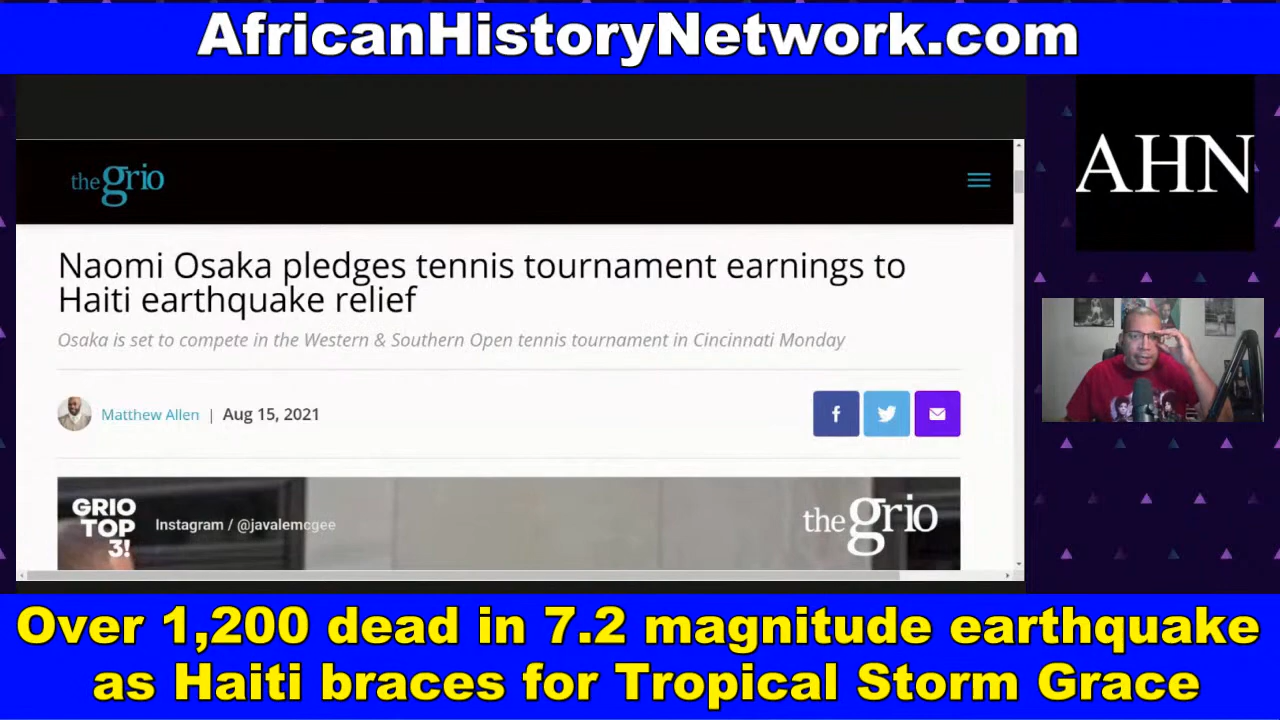 AfricanHistoryNetwork.com
the grio
AHN
Naomi Osaka pledges tennis tournament earnings to
Haiti earthquake relief
Osaka is set to compete in the Western & Southern Open tennis tournament in Cincinnati Monday
Matthew Allen | Aug 15, 2021
GRIO
TOP
3!
Instagram / @javalemcgee
the grio
Over 1,200 dead in 7.2 magnitude earthquake
as Haiti braces for Tropical Storm Grace